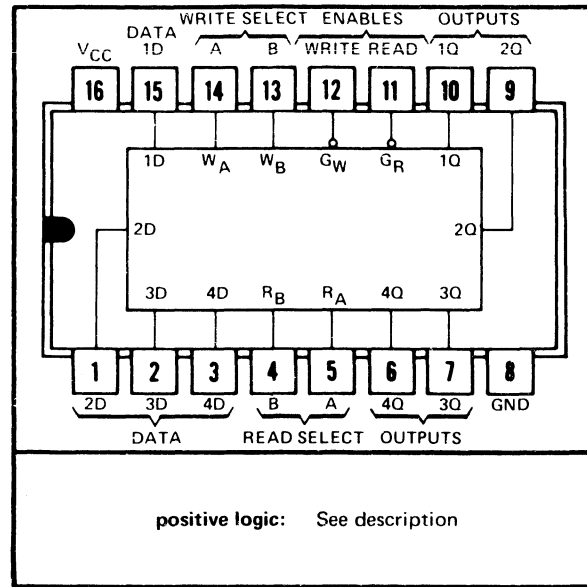 WRITE SELECT ENABLES OUTPUTS
DATA
VCC 1D A B WRITE READ 1Q 2Q
16 15 14 13 12 11 10 9
1D WA WB GW GR 1Q
2D 2Q
3D 4D RB RA 4Q 3Q
1 2 3 4 5 6 7 8
2D 3D 4D B A 4Q 3Q GND
DATA READ SELECT OUTPUTS
positive logic: See description